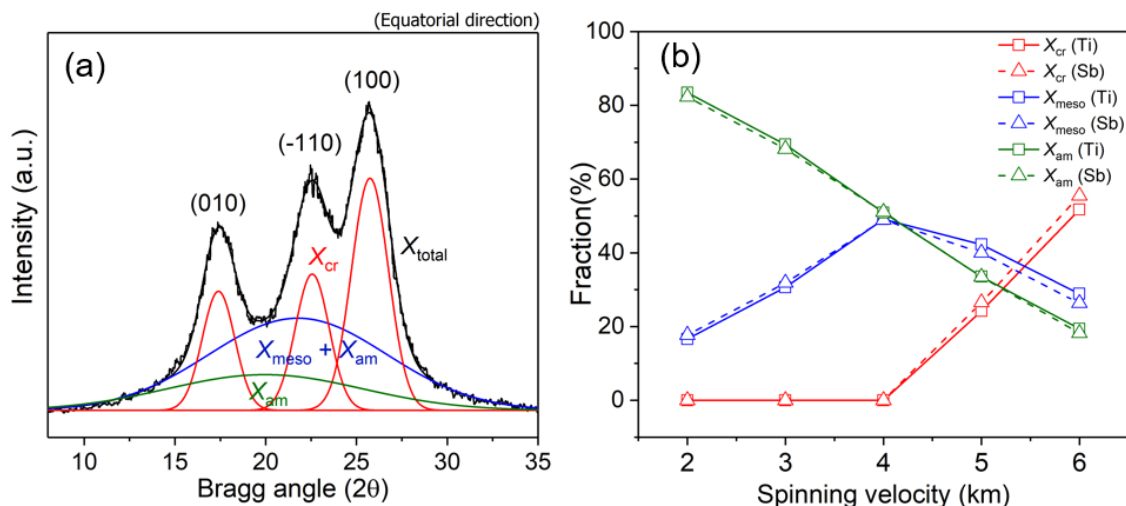 (Equatorial direction)
(a)
(100)
(-110)
(010)
Xcr
Xtotal
Xmeso + Xam
Xam
Intensity (a.u.)
10 15 20 25 30 35
Bragg angle (2θ)
(b)
Xcr (Ti)
Xcr (Sb)
Xmeso (Ti)
Xmeso (Sb)
Xam (Ti)
Xam (Sb)
100
80
60
40
20
0
Fraction(%)
2 3 4 5 6
Spinning velocity (km)